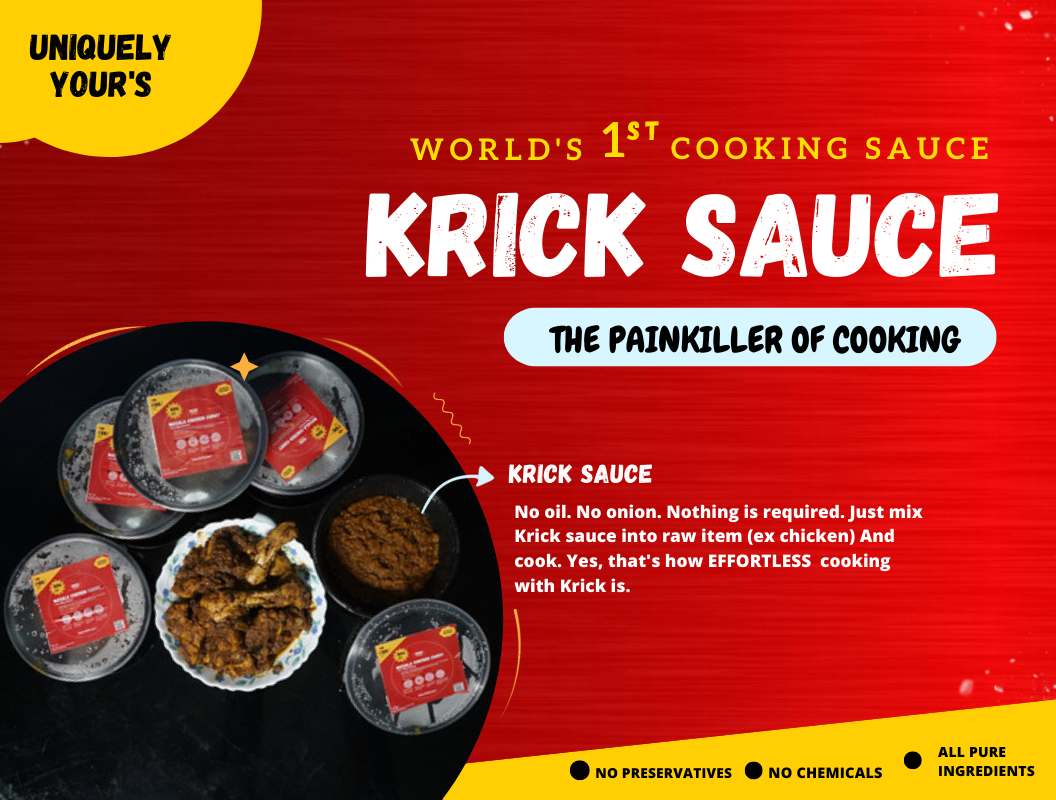 UNIQUELY
YOUR'S
WORLD'S 1ST COOKING SAUCE
KRICK SAUCE
THE PAINKILLER OF COOKING
KRICK SAUCE
No oil. No onion. Nothing is required. Just mix
Krick sauce into raw item (ex chicken) And
cook. Yes, that's how EFFORTLESS cooking
with Krick is.
NO PRESERVATIVES
NO CHEMICALS
ALL PURE
INGREDIENTS